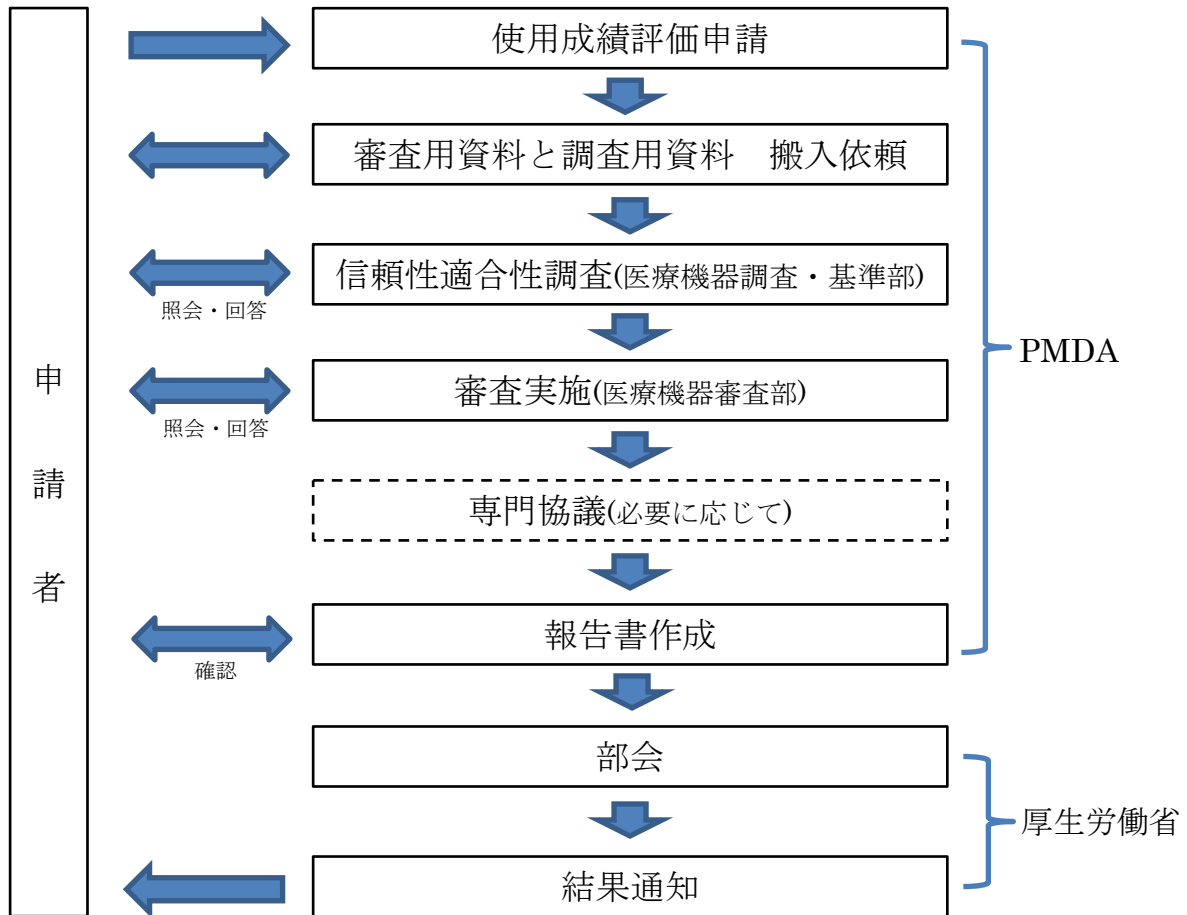 申請者
使用成績評価申請
審査用資料と調査用資料　搬入依頼
信頼性適合性調査(医療機器調査・基準部)
照会・回答
審査実施(医療機器審査部)
照会・回答
専門協議(必要に応じて)
報告書作成
確認
PMDA
部会
結果通知
厚生労働省